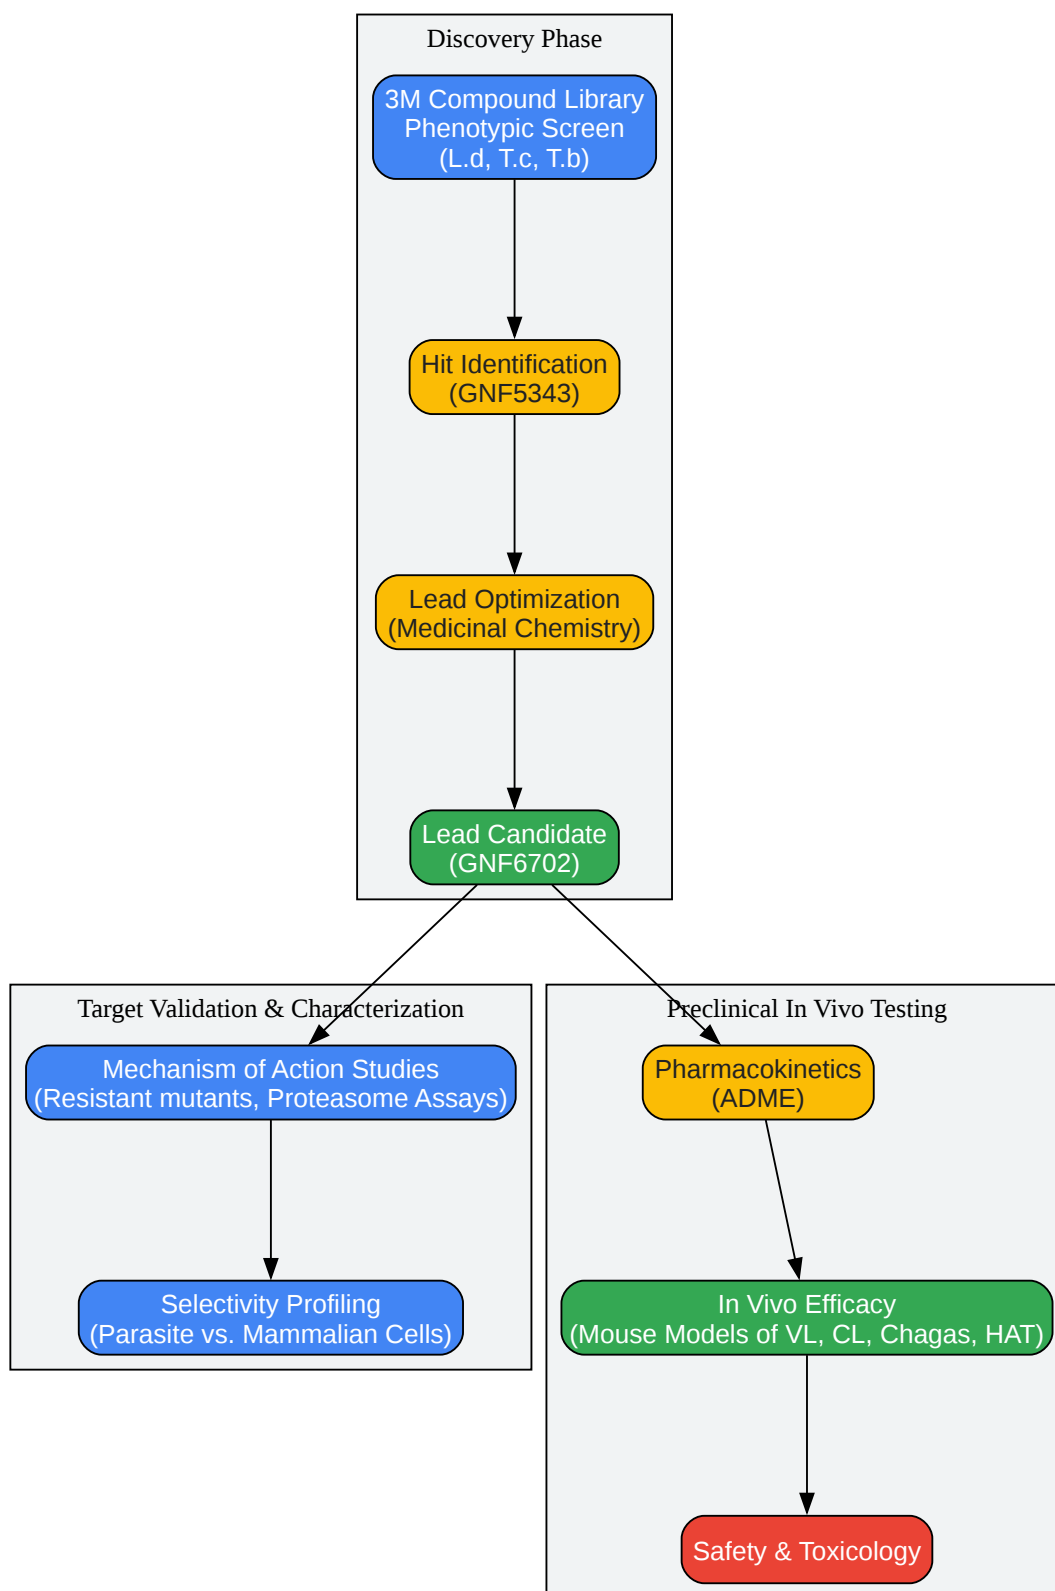 Discovery Phase
3M Compound Library
Phenotypic Screen
(L.d, T.c, T.b)
Hit Identification
(GNF5343)
Lead Optimization
(Medicinal Chemistry)
Lead Candidate
(GNF6702)
Target Validation & Characterization
Mechanism of Action Studies
(Resistant mutants, Proteasome Assays)
Selectivity Profiling
(Parasite vs. Mammalian Cells)
Preclinical In Vivo Testing
Pharmacokinetics
(ADME)
In Vivo Efficacy
(Mouse Models of VL, CL, Chagas, HAT)
Safety & Toxicology